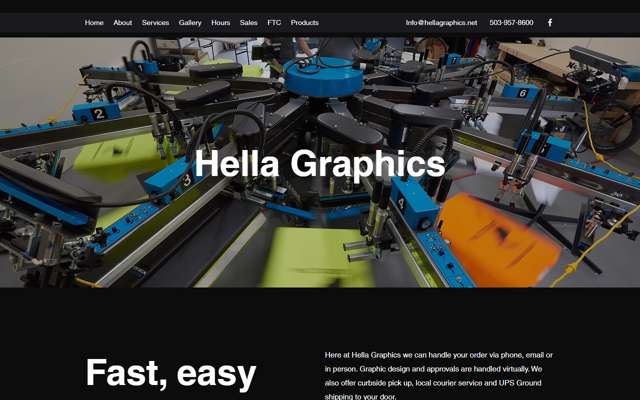 Home About Services Gallery Hours Sales FTC Products Info@hellagraphics.net 503-957-8600
2
6
3
4
Hella Graphics
Fast, easy
Here at Hella Graphics we can handle your order via phone, email or
in person. Graphic design and approvals are handled virtually. We
also offer curbside pick up, local courier service and UPS Ground
shipping to your door.